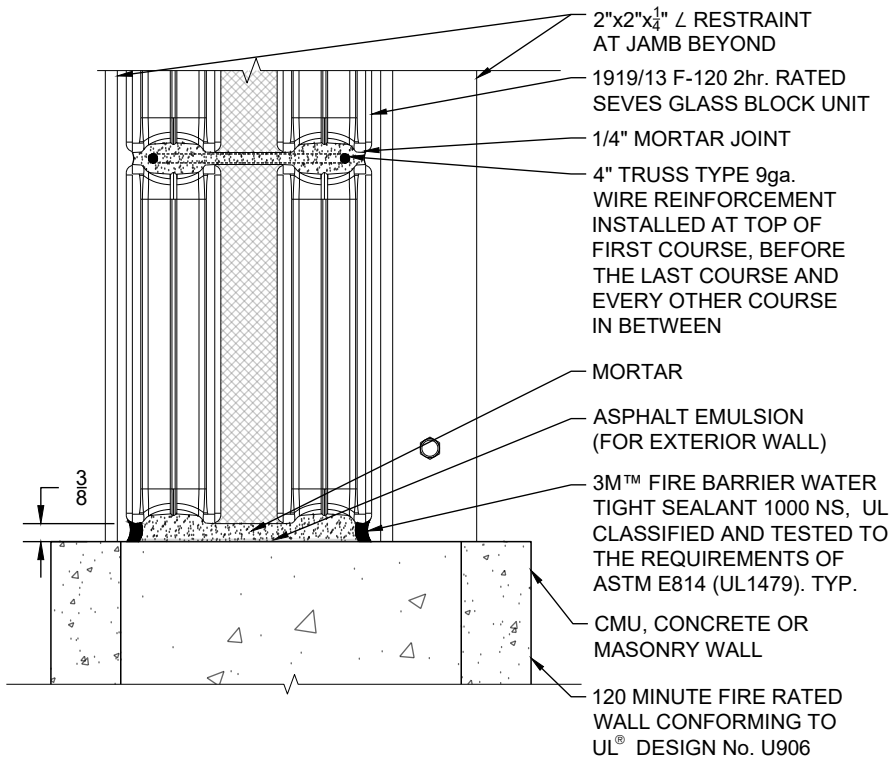 2"x2"x1/4" ∠ RESTRAINT
AT JAMB BEYOND
1919/13 F-120 2hr. RATED
SEVES GLASS BLOCK UNIT
1/4" MORTAR JOINT
4" TRUSS TYPE 9ga.
WIRE REINFORCEMENT
INSTALLED AT TOP OF
FIRST COURSE, BEFORE
THE LAST COURSE AND
EVERY OTHER COURSE
IN BETWEEN
MORTAR
ASPHALT EMULSION
(FOR EXTERIOR WALL)
3/8
3M™ FIRE BARRIER WATER
TIGHT SEALANT 1000 NS, UL
CLASSIFIED AND TESTED TO
THE REQUIREMENTS OF
ASTM E814 (UL1479). TYP.
CMU, CONCRETE OR
MASONRY WALL
120 MINUTE FIRE RATED
WALL CONFORMING TO
UL® DESIGN No. U906